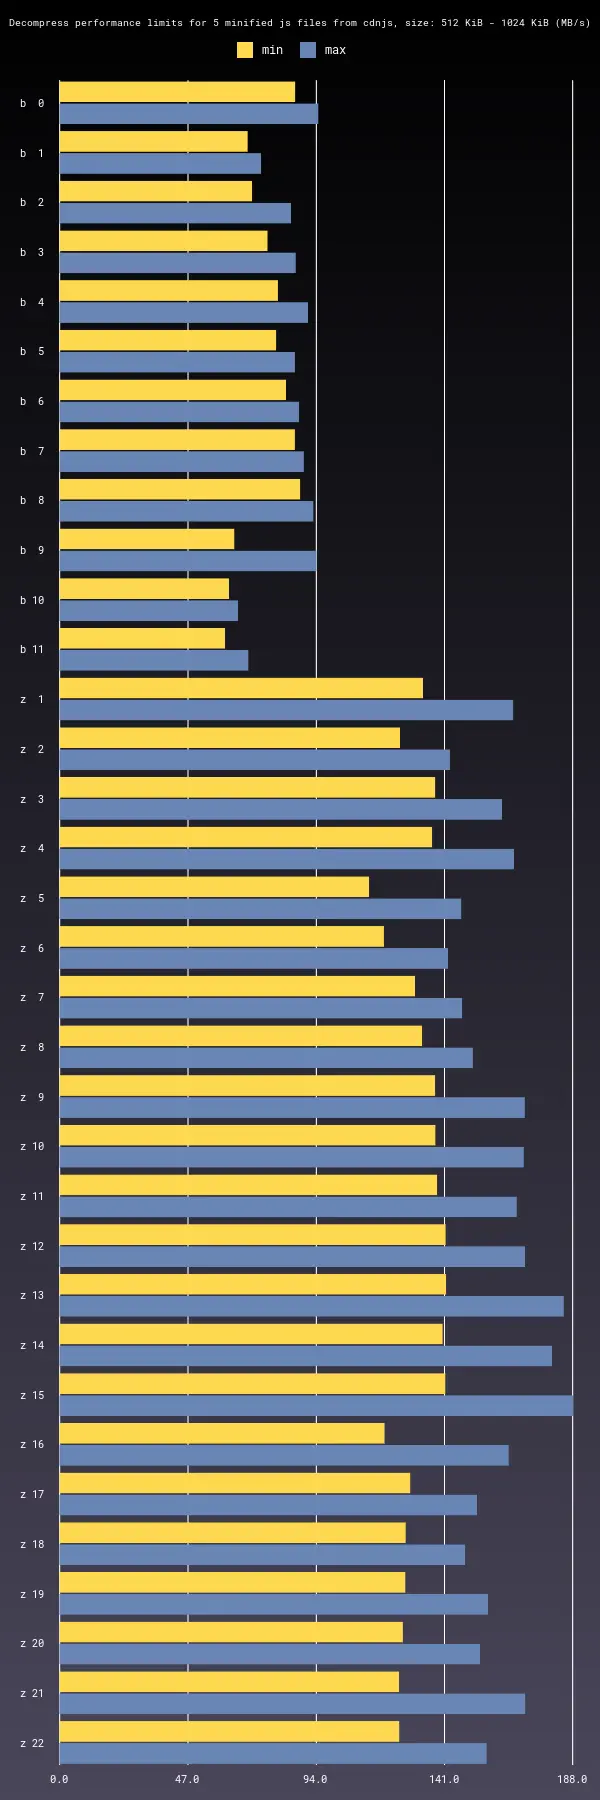 Decompress performance limits for 5 minified js files from cdnjs, size: 512 KiB - 1024 KiB (MB/s)
min max
b 0
b 1
b 2
b 3
b 4
b 5
b 6
b 7
b 8
b 9
b 10
b 11
z 1
z 2
z 3
z 4
z 5
z 6
z 7
z 8
z 9
z 10
z 11
z 12
z 13
z 14
z 15
z 16
z 17
z 18
z 19
z 20
z 21
z 22
0.0 47.0 94.0 141.0 188.0